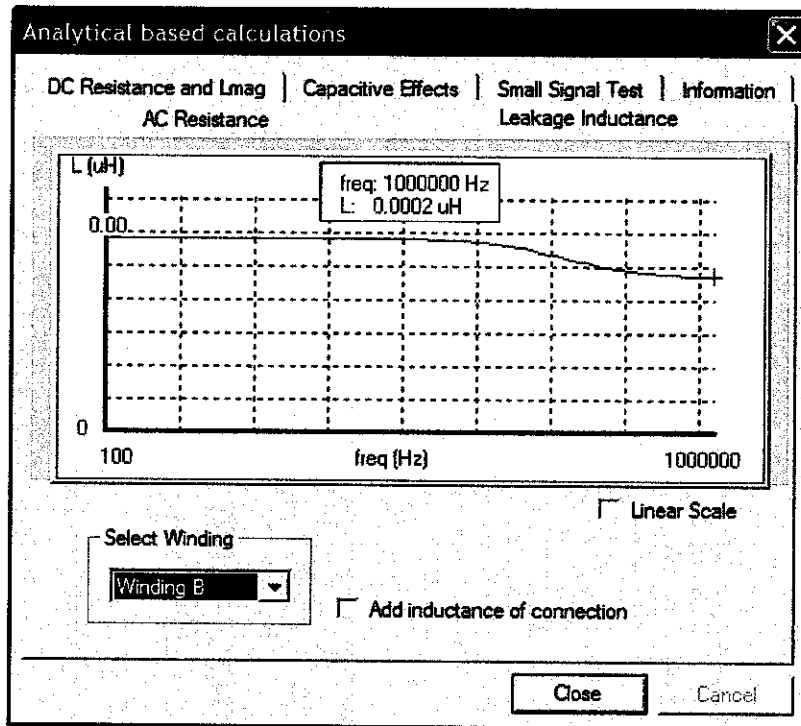 Analytical based calculations
DC Resistance and Lmag | Capacitive Effects | Small Signal Test | Information
AC Resistance Leakage Inductance
L (uH)
freq: 1000000 Hz
L: 0.0002 uH
0.00
0
100 freq (Hz) 1000000
Linear Scale
Select Winding
Winding B
Add inductance of connection
Close Cancel